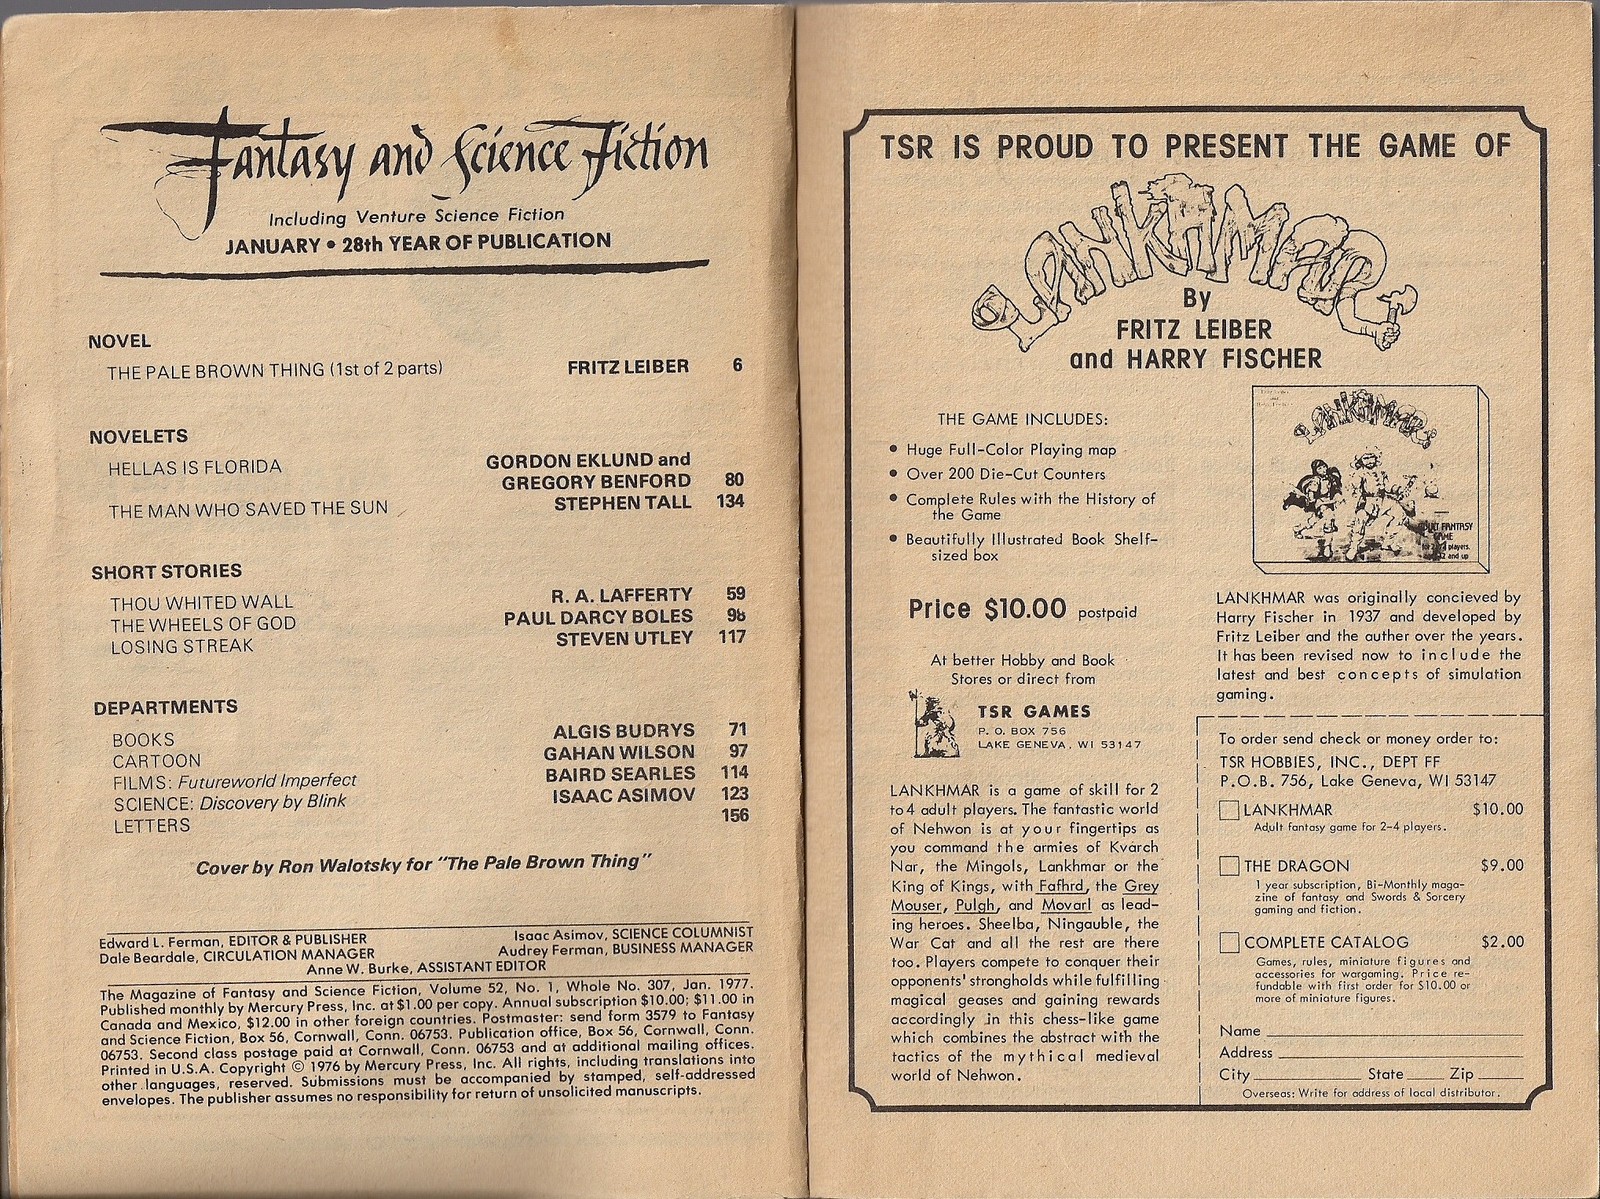 Fantasy and Science Fiction
Including Venture Science Fiction
JANUARY • 28th YEAR OF PUBLICATION
NOVEL
THE PALE BROWN THING (1st of 2 parts) FRITZ LEIBER 6
NOVELETS
HELLAS IS FLORIDA GORDON EKLUND and
GREGORY BENFORD 80
THE MAN WHO SAVED THE SUN STEPHEN TALL 134
SHORT STORIES
THOU WHITED WALL R. A. LAFFERTY 59
THE WHEELS OF GOD PAUL DARCY BOLES 98
LOSING STREAK STEVEN UTLEY 117
DEPARTMENTS
BOOKS ALGIS BUDRYS 71
CARTOON GAHAN WILSON 97
FILMS: Futureworld Imperfect BAIRD SEARLES 114
SCIENCE: Discovery by Blink ISAAC ASIMOV 123
LETTERS 156
Cover by Ron Walotsky for "The Pale Brown Thing"
Edward L. Ferman, EDITOR & PUBLISHER Isaac Asimov, SCIENCE COLUMNIST
Dale Beardale, CIRCULATION MANAGER Audrey Ferman, BUSINESS MANAGER
Anne W. Burke, ASSISTANT EDITOR
The Magazine of Fantasy and Science Fiction, Volume 52, No. 1, Whole No. 307, Jan. 1977.
Published monthly by Mercury Press, Inc. at $1.00 per copy. Annual subscription $10.00; $11.00 in
Canada and Mexico, $12.00 in other foreign countries. Postmaster: send form 3579 to Fantasy
and Science Fiction, Box 56, Cornwall, Conn. 06753. Publication office, Box 56, Cornwall, Conn.
06753. Second class postage paid at Cornwall, Conn. 06753 and at additional mailing offices.
Printed in U.S.A. Copyright © 1976 by Mercury Press, Inc. All rights, including translations into
other languages, reserved. Submissions must be accompanied by stamped, self-addressed
envelopes. The publisher assumes no responsibility for return of unsolicited manuscripts.
TSR IS PROUD TO PRESENT THE GAME OF
LANKHMAR
By
FRITZ LEIBER
and HARRY FISCHER
THE GAME INCLUDES:
• Huge Full-Color Playing map
• Over 200 Die-Cut Counters
• Complete Rules with the History of
the Game
• Beautifully Illustrated Book Shelf-
sized box
Price $10.00 postpaid
At better Hobby and Book
Stores or direct from
TSR GAMES
P. O. BOX 756
LAKE GENEVA, WI 53147
LANKHMAR is a game of skill for 2
to 4 adult players. The fantastic world
of Nehwon is at your fingertips as
you command the armies of Kvarch
Nar, the Mingols, Lankhmar or the
King of Kings, with Fafhrd, the Grey
Mouser, Pulgh, and Movarl as lead-
ing heroes. Sheelba, Ningauble, the
War Cat and all the rest are there
too. Players compete to conquer their
opponents' strongholds while fulfilling
magical geases and gaining rewards
accordingly in this chess-like game
which combines the abstract with the
tactics of the mythical medieval
world of Nehwon.
LANKHMAR
ADULT FANTASY
GAME
players.
12 and up
LANKHMAR was originally concieved by
Harry Fischer in 1937 and developed by
Fritz Leiber and the auther over the years.
It has been revised now to include the
latest and best concepts of simulation
gaming.
To order send check or money order to:
TSR HOBBIES, INC., DEPT FF
P.O.B. 756, Lake Geneva, WI 53147
LANKHMAR $10.00
Adult fantasy game for 2-4 players.
THE DRAGON $9.00
1 year subscription, Bi-Monthly maga-
zine of fantasy and Swords & Sorcery
gaming and fiction.
COMPLETE CATALOG $2.00
Games, rules, miniature figures and
accessories for wargaming. Price re-
fundable with first order for $10.00 or
more of miniature figures.
Name
Address
City State Zip
Overseas: Write for address of local distributor.